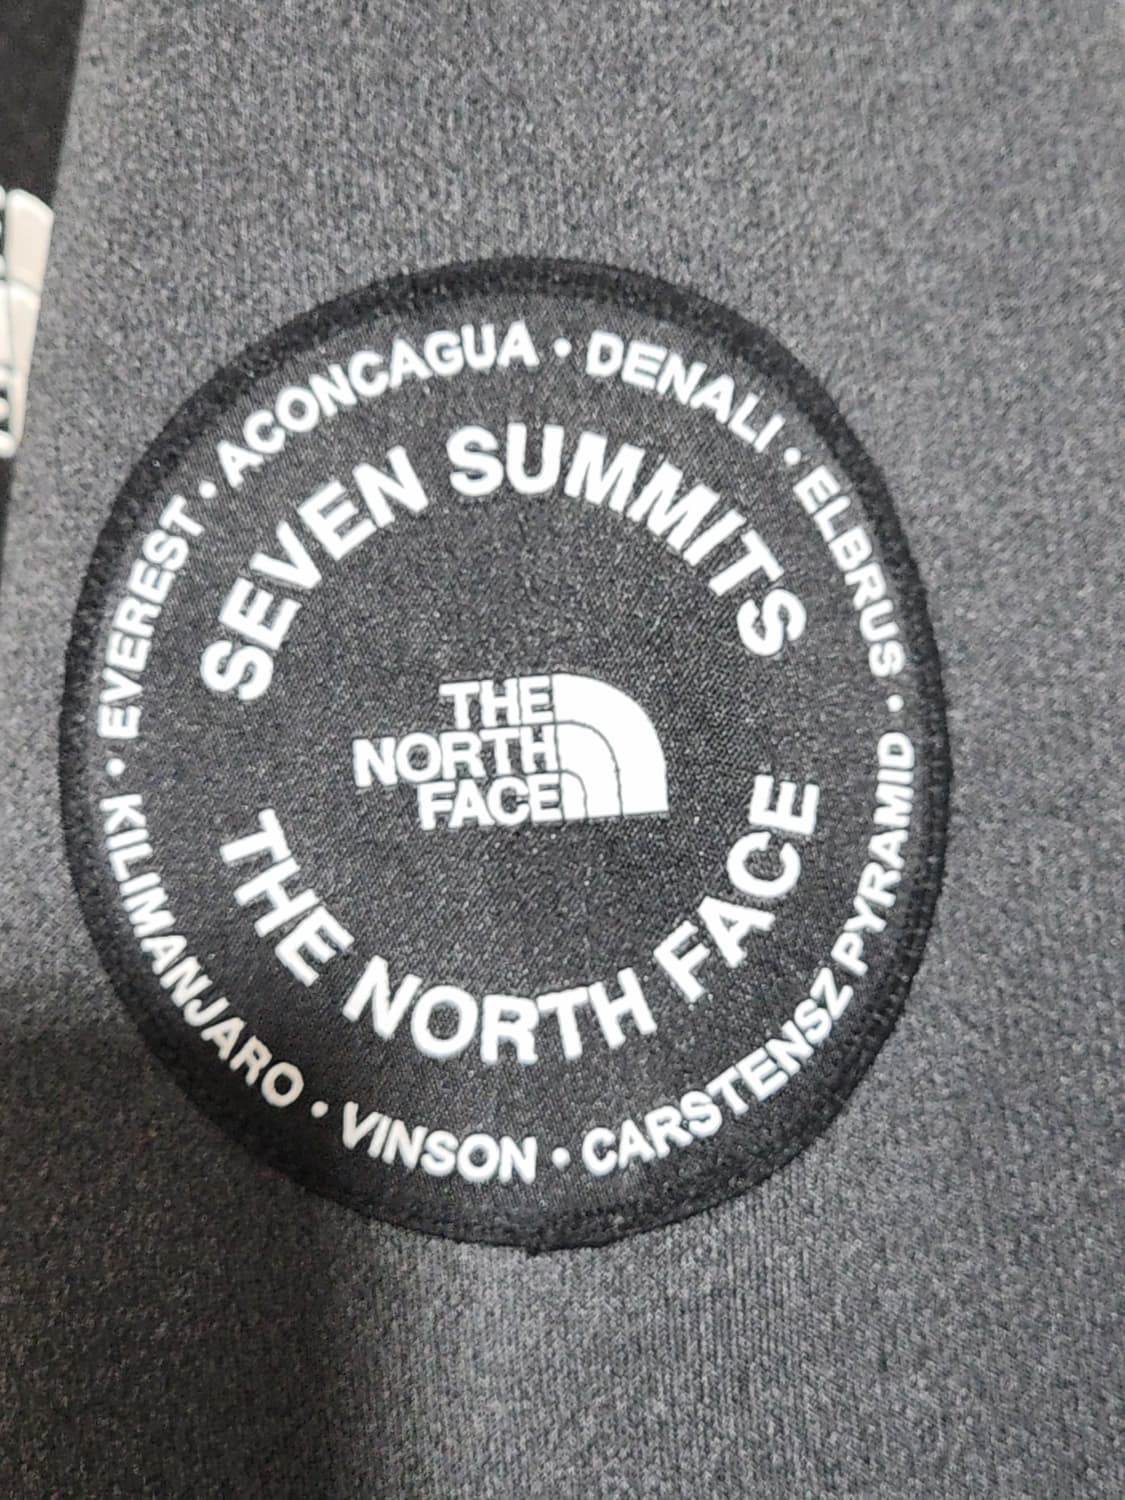 EVEREST · ACONCAGUA · DENALI · ELBRUS · CARSTENSZ PYRAMID · VINSON · KILIMANJARO ·
SEVEN SUMMITS
THE
NORTH
FACE
THE NORTH FACE